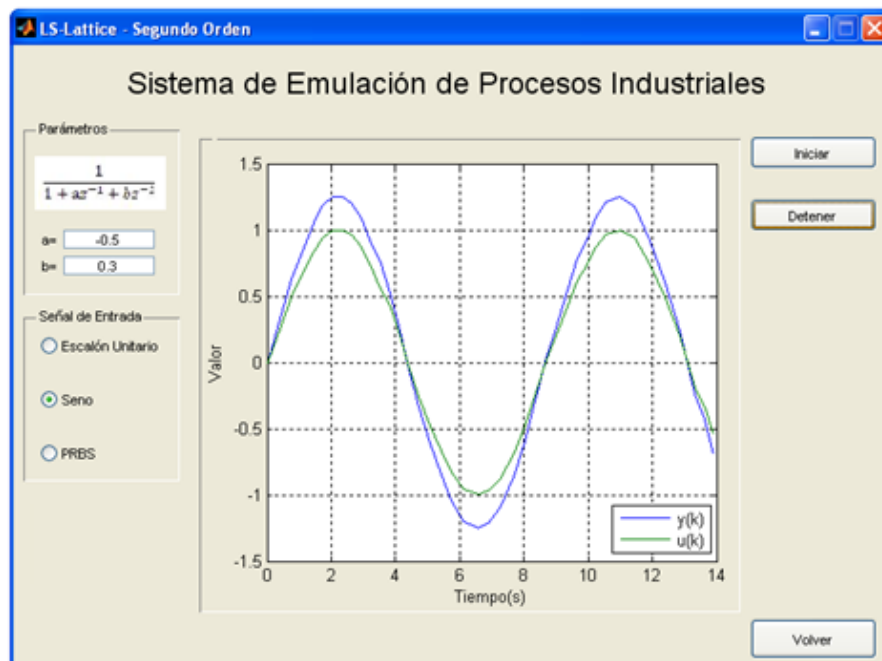 LS-Lattice - Segundo Orden
Sistema de Emulación de Procesos Industriales
Parámetros
1
1 + az⁻¹ + bz⁻²
a= -0.5
b= 0.3
Señal de Entrada
Escalón Unitario
Seno
PRBS
1.5
1
0.5
0
-0.5
-1
-1.5
Valor
0 2 4 6 8 10 12 14
Tiempo(s)
y(k)
u(k)
Iniciar
Detener
Volver